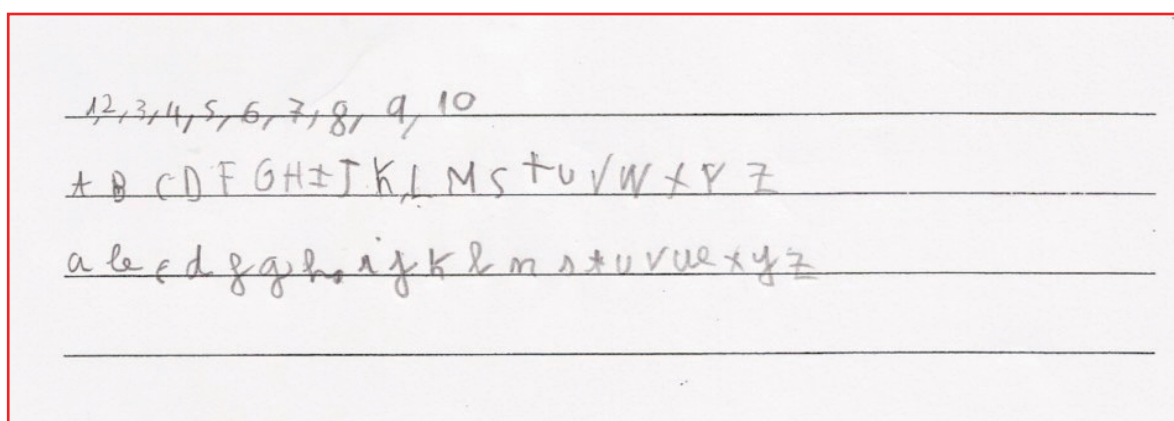 1,2,3,4,5,6,7,8, 9, 10
A B C D F G H I J K L M S T U V W X Y Z
a b c d f g h i j k l m s t u v w x y z